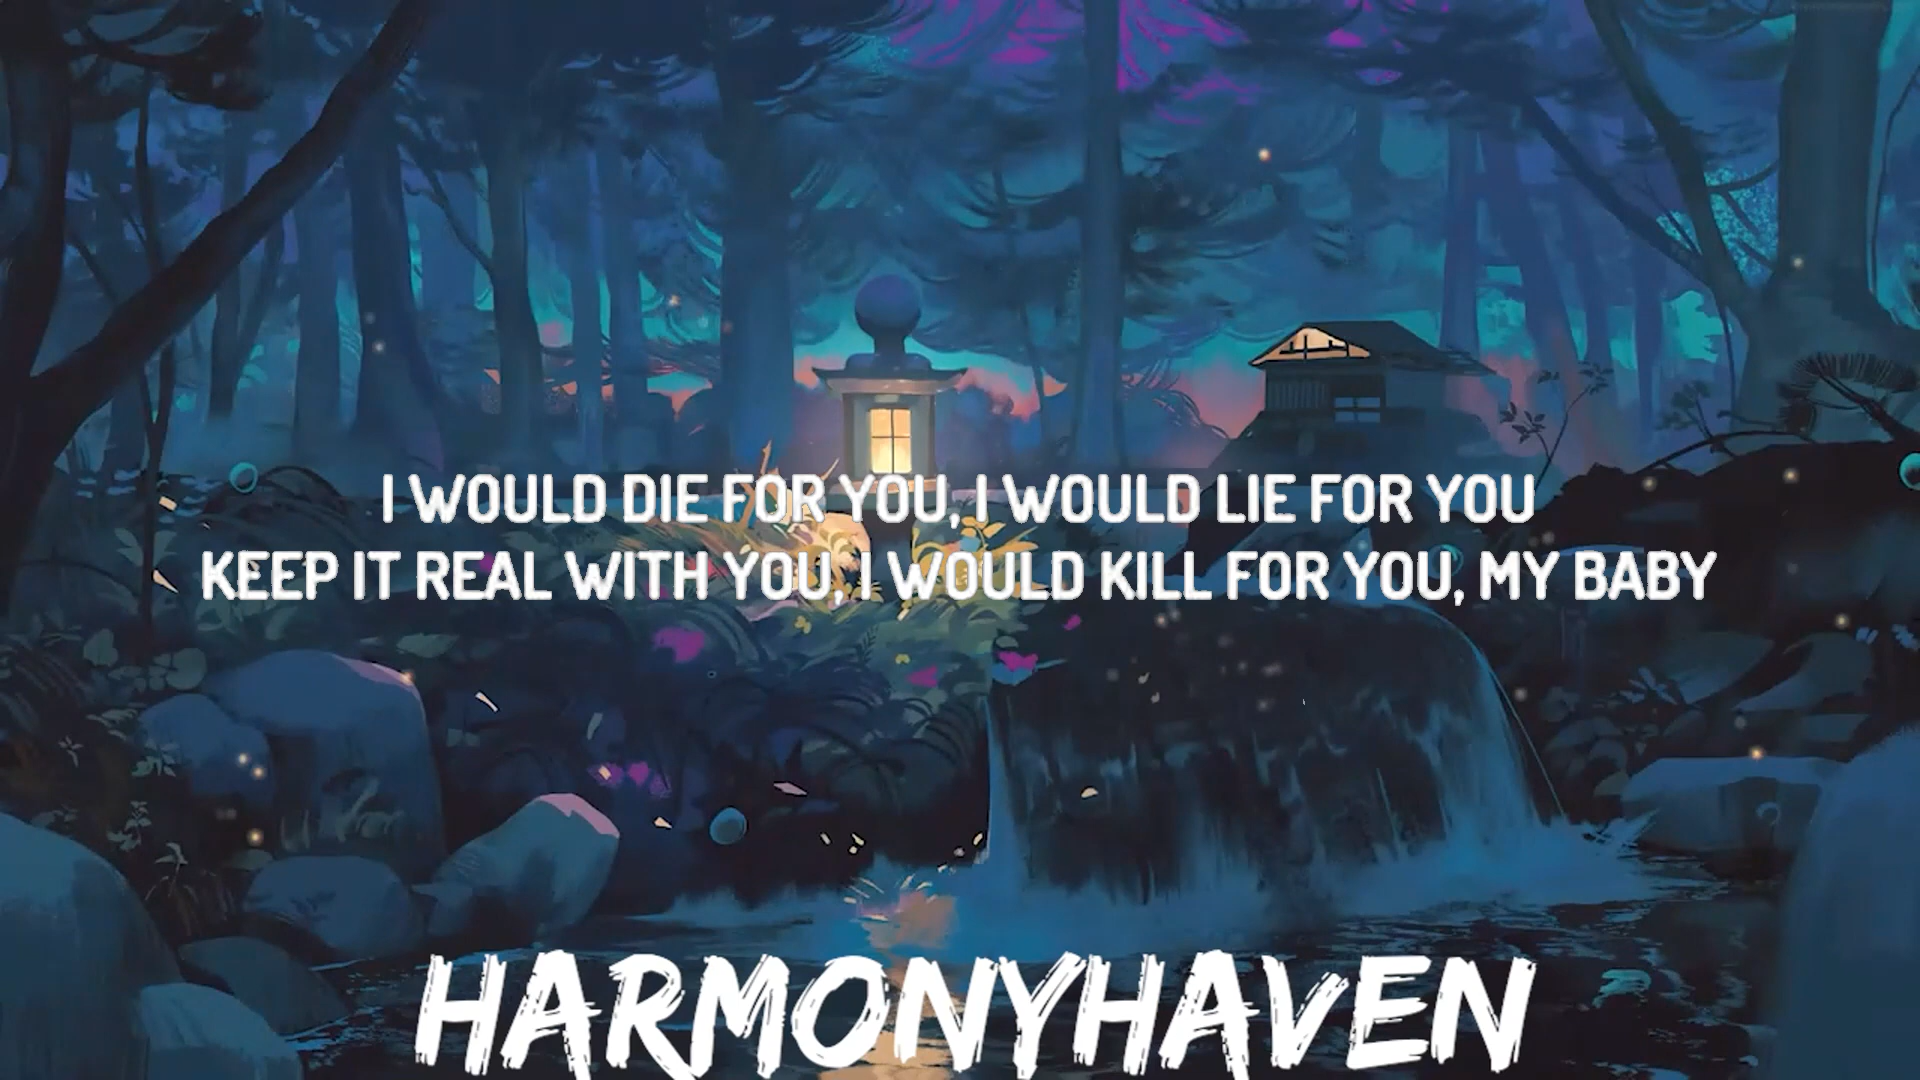 I WOULD DIE FOR YOU, I WOULD LIE FOR YOU
KEEP IT REAL WITH YOU, I WOULD KILL FOR YOU, MY BABY
HARMONYHAVEN